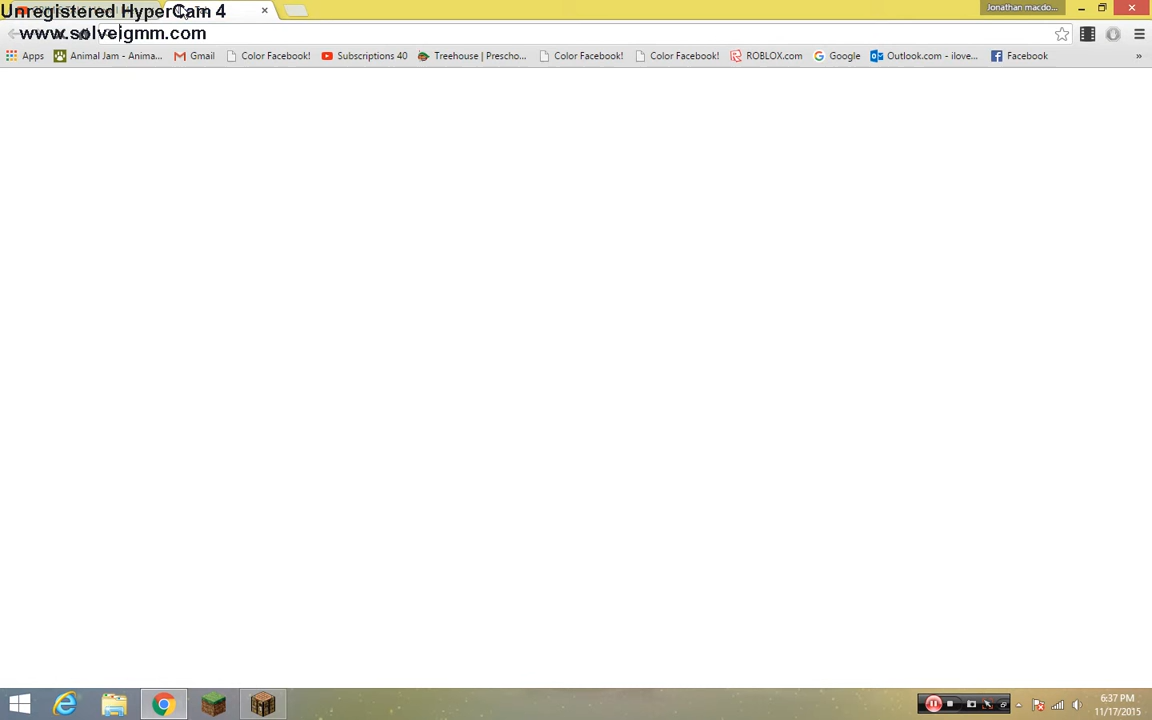 Unregistered HyperCam 4
Jonathan macdo...
www.solveigmm.com
Apps Animal Jam - Anima... Gmail Color Facebook! Subscriptions 40 Treehouse | Prescho... Color Facebook! Color Facebook! ROBLOX.com Google Outlook.com - ilove... Facebook »
6:37 PM
11/17/2015